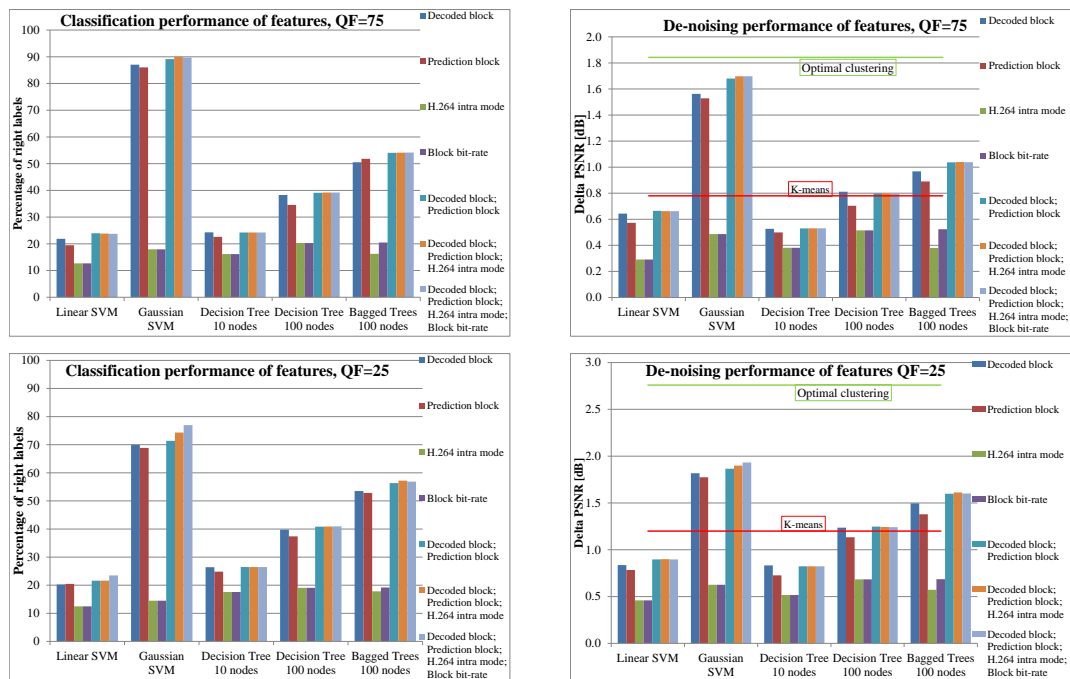 Classification performance of features, QF=75
Percentage of right labels
100
90
80
70
60
50
40
30
20
10
0
Linear SVM
Gaussian
SVM
Decision Tree
10 nodes
Decision Tree
100 nodes
Bagged Trees
100 nodes
Decoded block
Prediction block
H.264 intra mode
Block bit-rate
Decoded block;
Prediction block
Decoded block;
Prediction block;
H.264 intra mode
Decoded block;
Prediction block;
H.264 intra mode;
Block bit-rate
De-noising performance of features, QF=75
Delta PSNR [dB]
2.0
1.8
1.6
1.4
1.2
1.0
0.8
0.6
0.4
0.2
0.0
Optimal clustering
K-means
Linear SVM
Gaussian
SVM
Decision Tree
10 nodes
Decision Tree
100 nodes
Bagged Trees
100 nodes
Decoded block
Prediction block
H.264 intra mode
Block bit-rate
Decoded block;
Prediction block
Decoded block;
Prediction block;
H.264 intra mode
Decoded block;
Prediction block;
H.264 intra mode;
Block bit-rate
Classification performance of features, QF=25
Percentage of right labels
100
90
80
70
60
50
40
30
20
10
0
Linear SVM
Gaussian
SVM
Decision Tree
10 nodes
Decision Tree
100 nodes
Bagged Trees
100 nodes
Decoded block
Prediction block
H.264 intra mode
Block bit-rate
Decoded block;
Prediction block
Decoded block;
Prediction block;
H.264 intra mode
Decoded block;
Prediction block;
H.264 intra mode;
Block bit-rate
De-noising performance of features QF=25
Delta PSNR [dB]
3.0
2.5
2.0
1.5
1.0
0.5
0.0
Optimal clustering
K-means
Linear SVM
Gaussian
SVM
Decision Tree
10 nodes
Decision Tree
100 nodes
Bagged Trees
100 nodes
Decoded block
Prediction block
H.264 intra mode
Block bit-rate
Decoded block;
Prediction block
Decoded block;
Prediction block;
H.264 intra mode
Decoded block;
Prediction block;
H.264 intra mode;
Block bit-rate